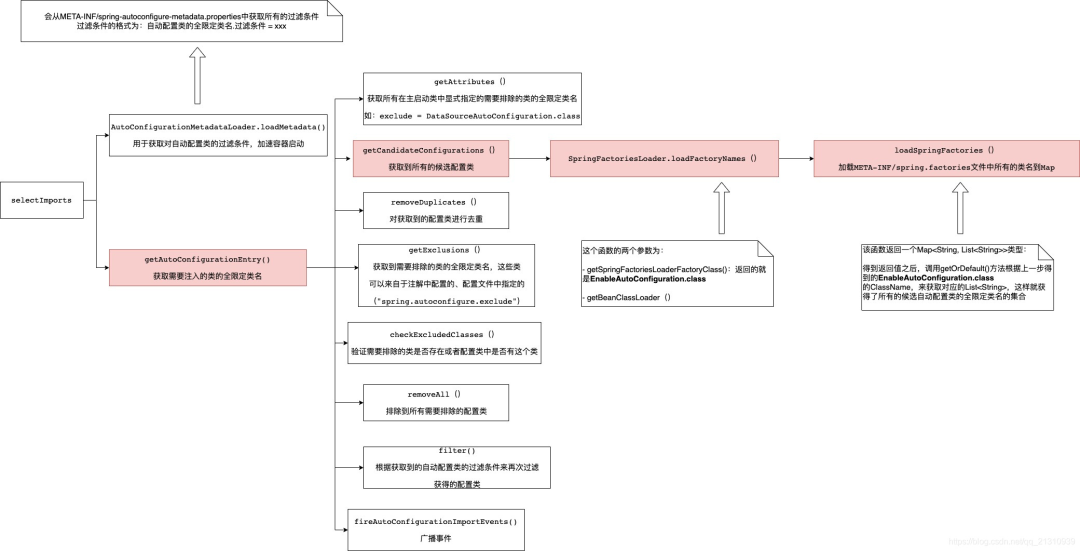 会从META-INF/spring-autoconfigure-metadata.properties中获取所有的过滤条件
过滤条件的格式为：自动配置类的全限定类名.过滤条件 = xxx
AutoConfigurationMetadataLoader.loadMetadata()
用于获取对自动配置类的过滤条件，加速容器启动
selectImports
getAutoConfigurationEntry()
获取需要注入的类的全限定类名
getAttributes（）
获取所有在主启动类中显式指定的需要排除的类的全限定类名
如：exclude = DataSourceAutoConfiguration.class
getCandidateConfigurations（）
获取到所有的候选配置类
SpringFactoriesLoader.loadFactoryNames（）
loadSpringFactories（）
加载META-INF/spring.factories文件中所有的类名到Map
removeDuplicates（）
对获取到的配置类进行去重
getExclusions（）
获取到需要排除的类的全限定类名，这些类
可以来自于注解中配置的、配置文件中指定的
（"spring.autoconfigure.exclude"）
这个函数的两个参数为：
- getSpringFactoriesLoaderFactoryClass()：返回的就
是EnableAutoConfiguration.class
- getBeanClassLoader（）
该函数返回一个Map<String, List<String>>类型：
得到返回值之后，调用getOrDefault()方法根据上一步得
到的EnableAutoConfiguration.class
的ClassName，来获取对应的List<String>，这样就获
得了所有的候选自动配置类的全限定类名的集合
checkExcludedClasses（）
验证需要排除的类是否存在或者配置类中是否有这个类
removeAll（）
排除到所有需要排除的配置类
filter()
根据获取到的自动配置类的过滤条件来再次过滤
获得的配置类
fireAutoConfigurationImportEvents()
广播事件